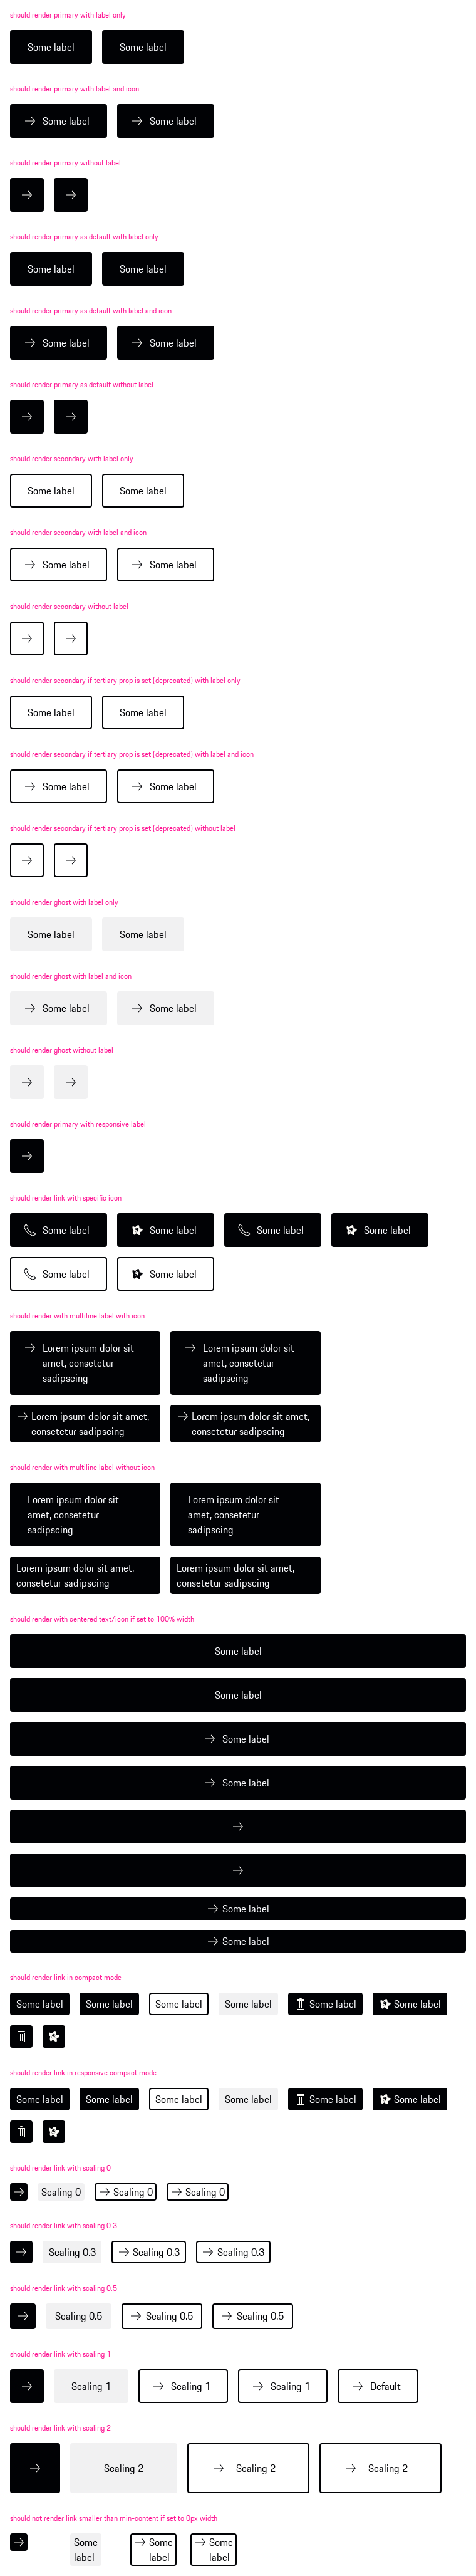 should render primary with label only
Some label Some label
should render primary with label and icon
Some label Some label
should render primary without label
should render primary as default with label only
Some label Some label
should render primary as default with label and icon
Some label Some label
should render primary as default without label
should render secondary with label only
Some label Some label
should render secondary with label and icon
Some label Some label
should render secondary without label
should render secondary if tertiary prop is set (deprecated) with label only
Some label Some label
should render secondary if tertiary prop is set (deprecated) with label and icon
Some label Some label
should render secondary if tertiary prop is set (deprecated) without label
should render ghost with label only
Some label Some label
should render ghost with label and icon
Some label Some label
should render ghost without label
should render primary with responsive label
should render link with specific icon
Some label Some label Some label Some label
Some label Some label
should render with multiline label with icon
Lorem ipsum dolor sit
amet, consetetur
sadipscing
Lorem ipsum dolor sit
amet, consetetur
sadipscing
Lorem ipsum dolor sit amet,
consetetur sadipscing
Lorem ipsum dolor sit amet,
consetetur sadipscing
should render with multiline label without icon
Lorem ipsum dolor sit
amet, consetetur
sadipscing
Lorem ipsum dolor sit
amet, consetetur
sadipscing
Lorem ipsum dolor sit amet,
consetetur sadipscing
Lorem ipsum dolor sit amet,
consetetur sadipscing
should render with centered text/icon if set to 100% width
Some label
Some label
Some label
Some label
Some label
Some label
should render link in compact mode
Some label Some label Some label Some label Some label Some label
should render link in responsive compact mode
Some label Some label Some label Some label Some label Some label
should render link with scaling 0
Scaling 0 Scaling 0 Scaling 0
should render link with scaling 0.3
Scaling 0.3 Scaling 0.3 Scaling 0.3
should render link with scaling 0.5
Scaling 0.5 Scaling 0.5 Scaling 0.5
should render link with scaling 1
Scaling 1 Scaling 1 Scaling 1 Default
should render link with scaling 2
Scaling 2 Scaling 2 Scaling 2
should not render link smaller than min-content if set to 0px width
Some
label
Some
label
Some
label